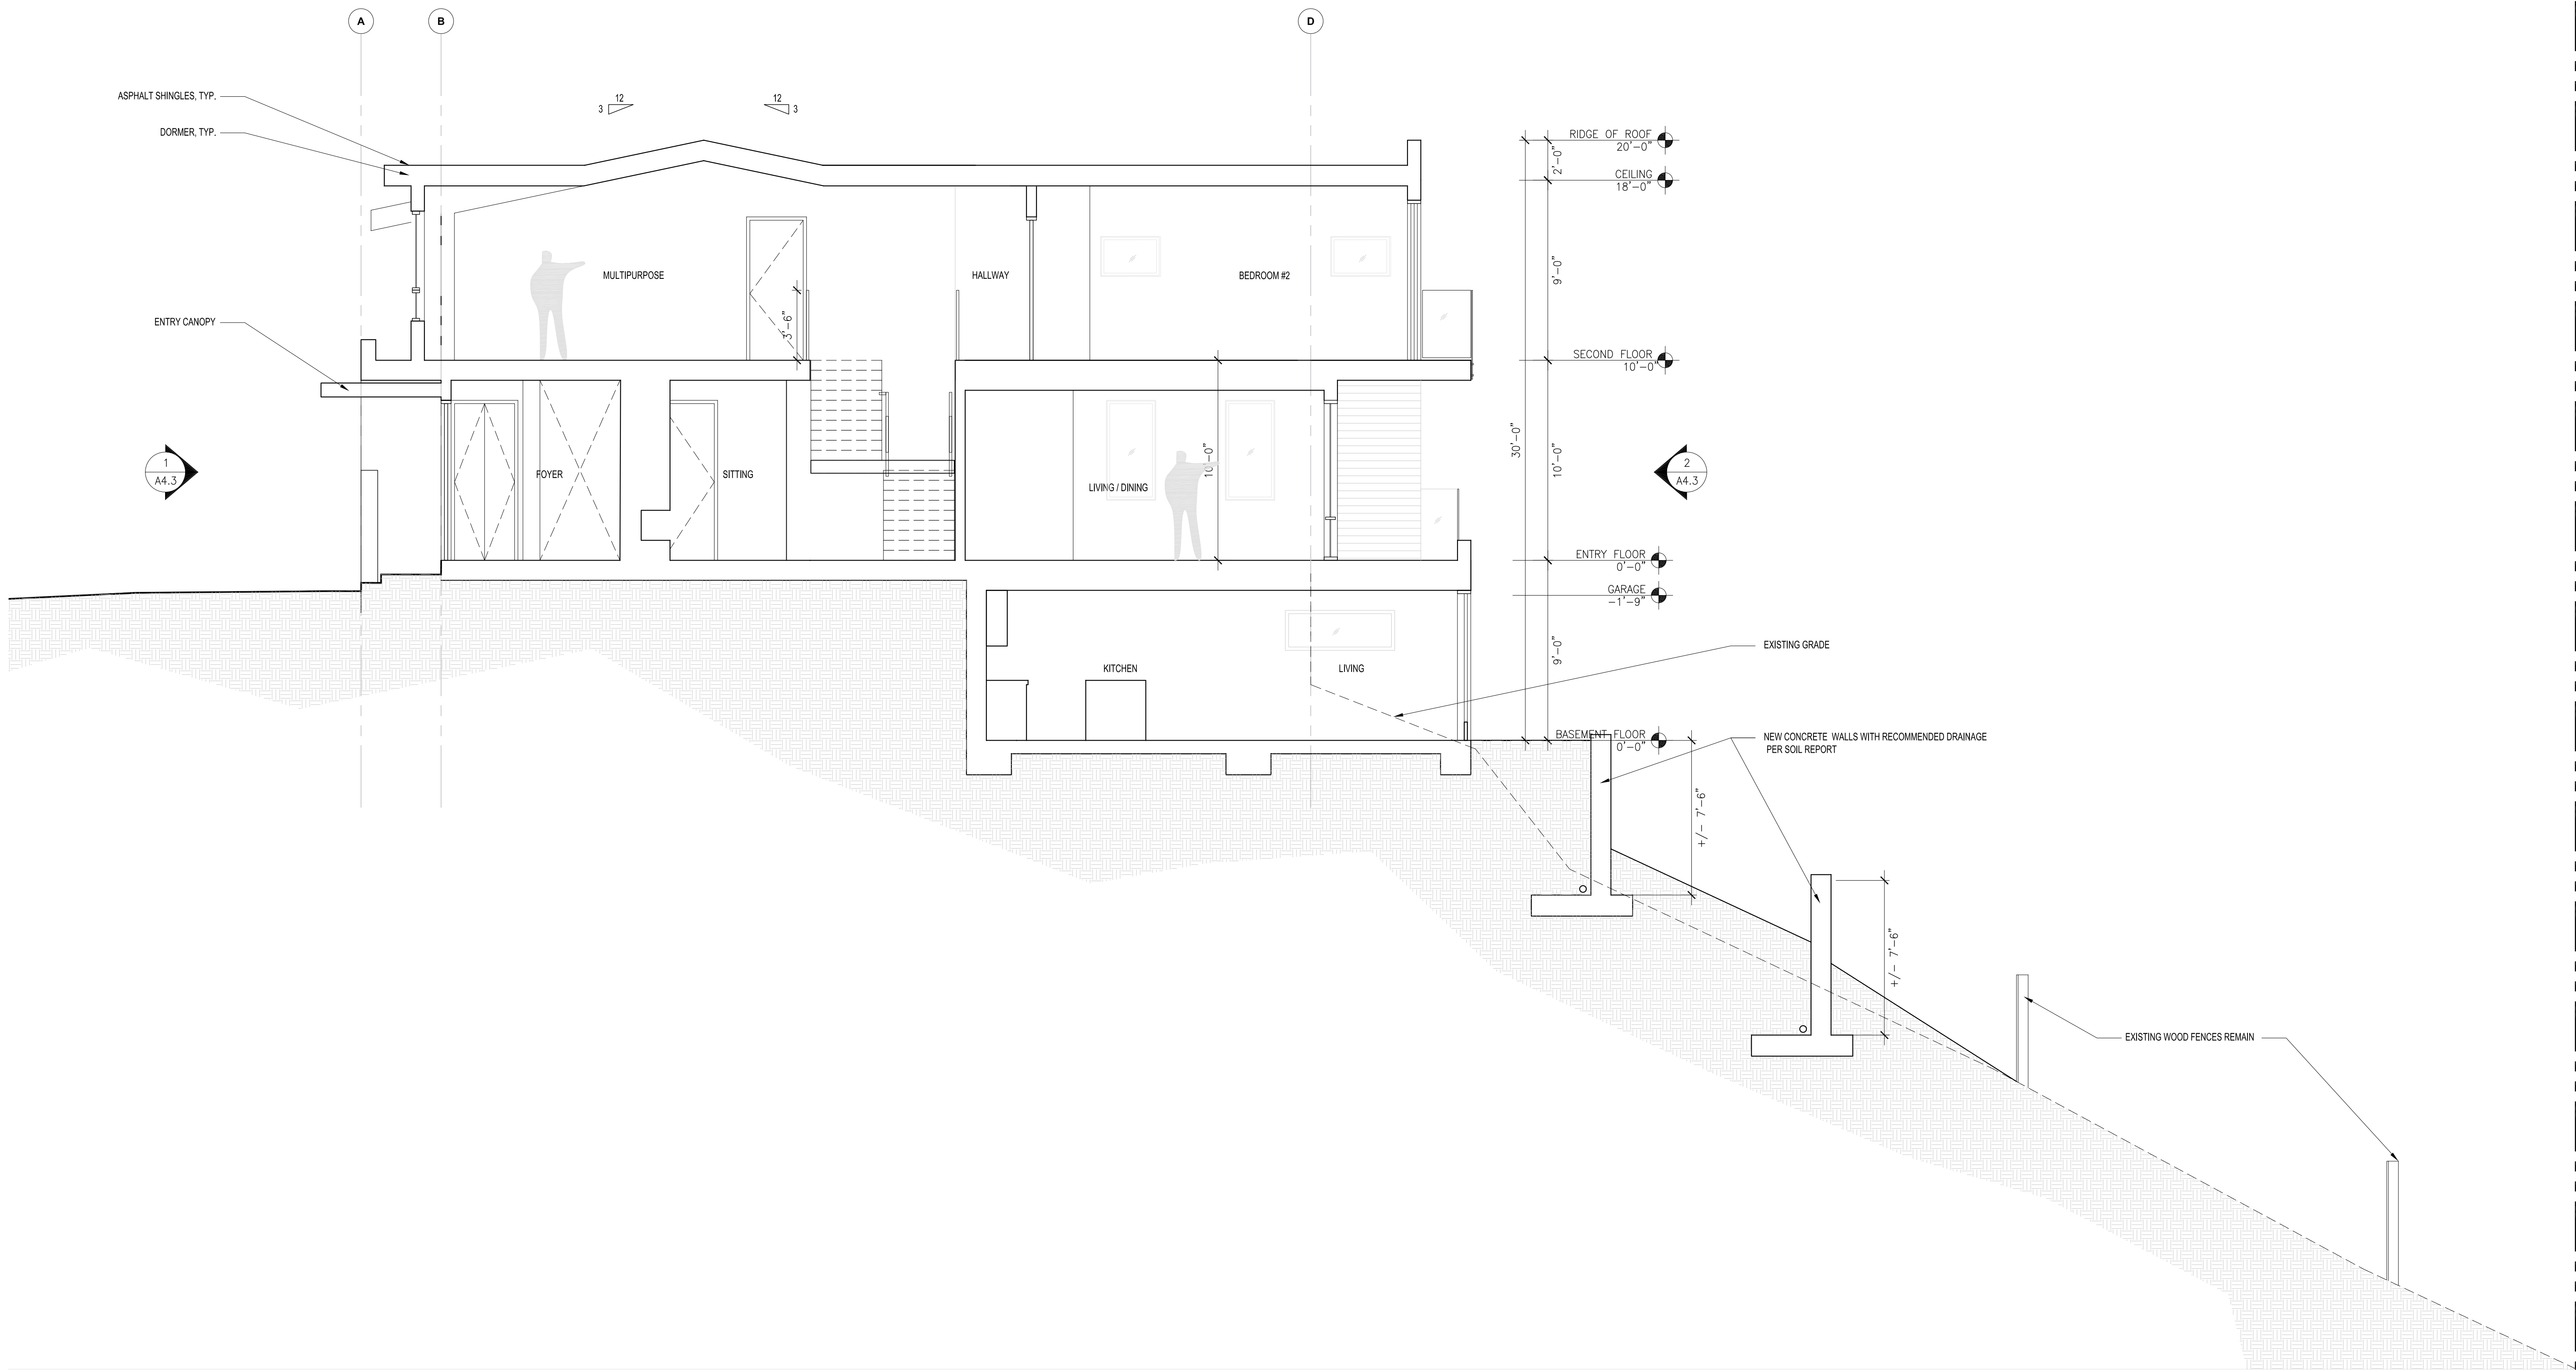 A
B
D
ASPHALT SHINGLES, TYP.
DORMER, TYP.
12
3
12
3
RIDGE OF ROOF
20'-0"
2'-0"
CEILING
18'-0"
MULTIPURPOSE
HALLWAY
BEDROOM #2
9'-0"
ENTRY CANOPY
3'-6"
SECOND FLOOR
10'-0"
1
A4.3
FOYER
SITTING
LIVING / DINING
10'-0"
30'-0"
10'-0"
2
A4.3
ENTRY FLOOR
0'-0"
GARAGE
-1'-9"
KITCHEN
LIVING
9'-0"
EXISTING GRADE
BASEMENT FLOOR
0'-0"
NEW CONCRETE WALLS WITH RECOMMENDED DRAINAGE
PER SOIL REPORT
+/- 7'-6"
+/- 7'-6"
EXISTING WOOD FENCES REMAIN